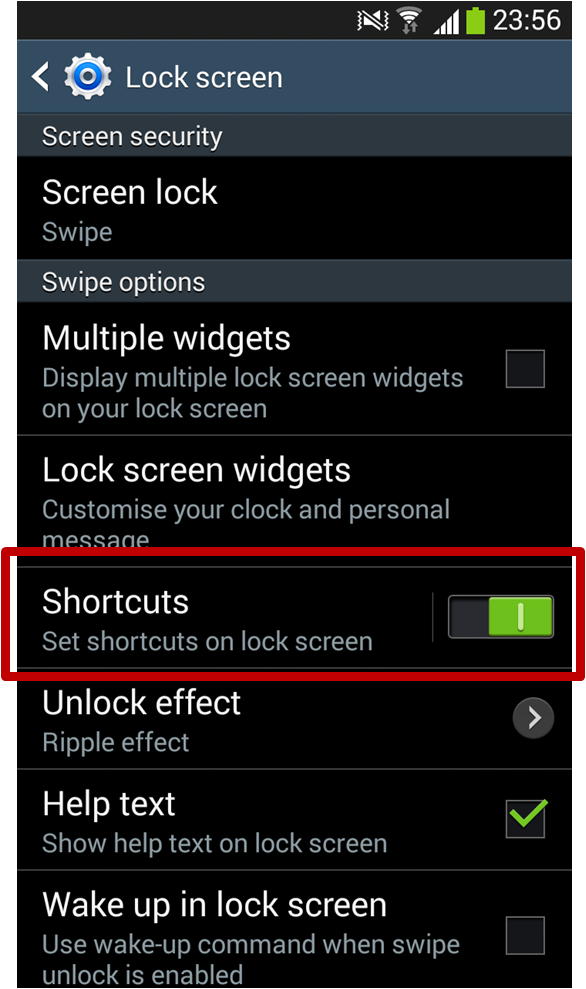 23:56
Lock screen
Screen security
Screen lock
Swipe
Swipe options
Multiple widgets
Display multiple lock screen widgets
on your lock screen
Lock screen widgets
Customise your clock and personal
message
Shortcuts
Set shortcuts on lock screen
Unlock effect
Ripple effect
Help text
Show help text on lock screen
Wake up in lock screen
Use wake-up command when swipe
unlock is enabled